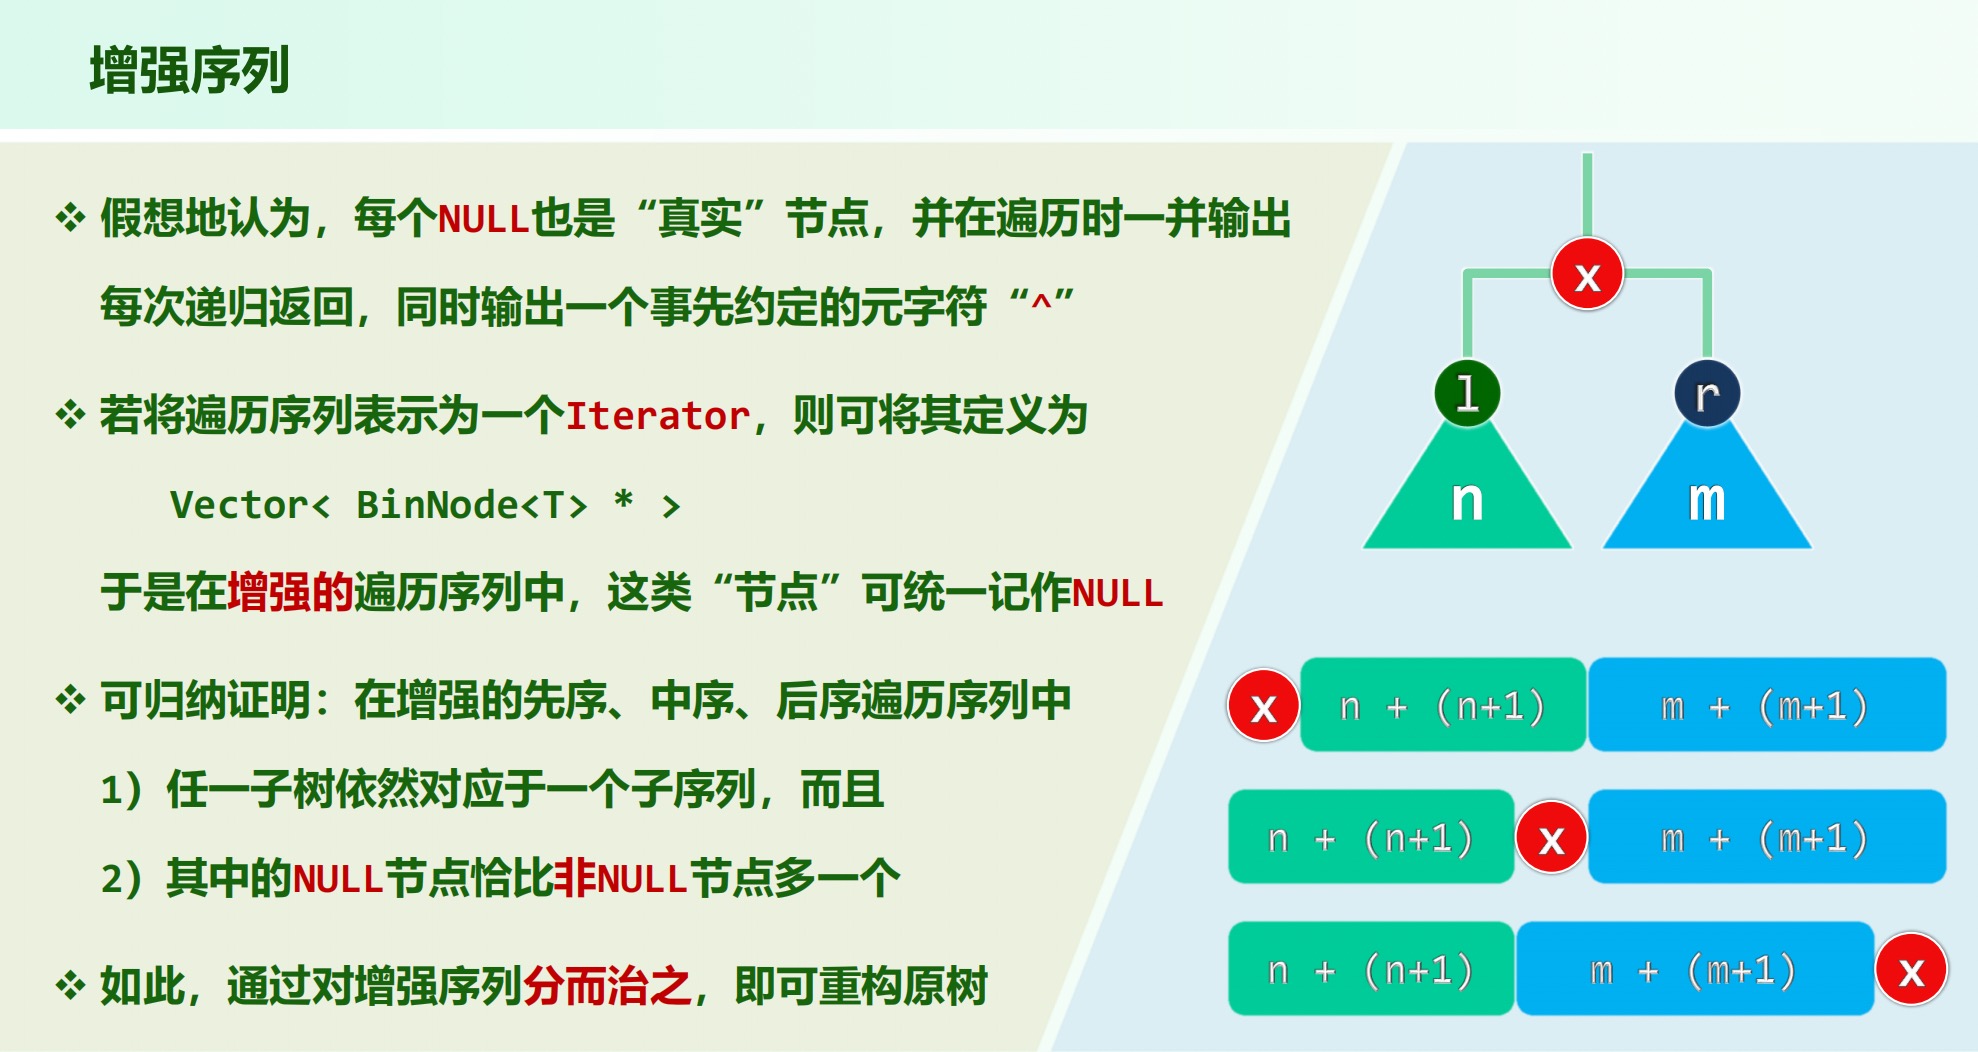 增强序列
❖ 假想地认为，每个NULL也是“真实”节点，并在遍历时一并输出
每次递归返回，同时输出一个事先约定的元字符“^”
❖ 若将遍历序列表示为一个Iterator，则可将其定义为
Vector< BinNode<T> * >
于是在增强的遍历序列中，这类“节点”可统一记作NULL
❖ 可归纳证明：在增强的先序、中序、后序遍历序列中
1）任一子树依然对应于一个子序列，而且
2）其中的NULL节点恰比非NULL节点多一个
❖ 如此，通过对增强序列分而治之，即可重构原树
x
l r
n m
x n + (n+1) m + (m+1)
n + (n+1) x m + (m+1)
n + (n+1) m + (m+1) x